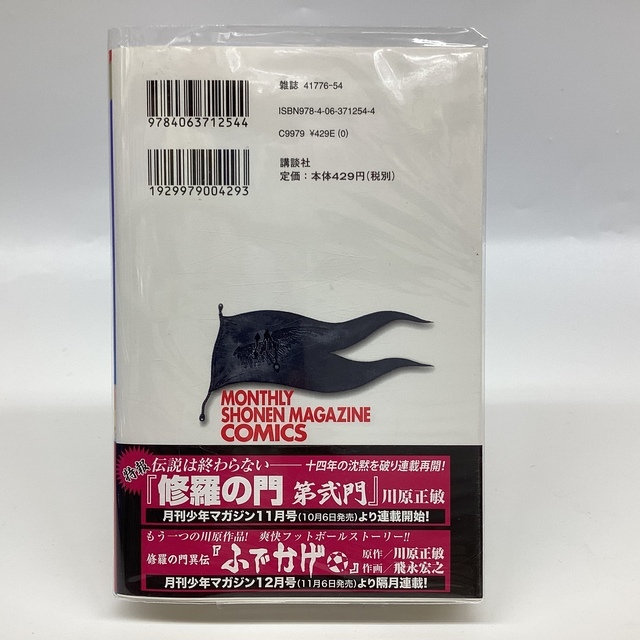 雑誌 41776-54
ISBN978-4-06-371254-4
C9979 ¥429E (0)
9784063712544
講談社
定価：本体429円（税別）
1929979004293
MONTHLY
SHONEN MAGAZINE
COMICS
特報
伝説は終わらない――十四年の沈黙を破り連載再開!
『修羅の門 第弐門』川原正敏
月刊少年マガジン11月号(10月6日発売)より連載開始!
もう一つの川原作品! 爽快フットボールストーリー!!
修羅の門異伝『ふでかげ』原作/川原正敏
作画/飛永宏之
月刊少年マガジン12月号(11月6日発売)より隔月連載!